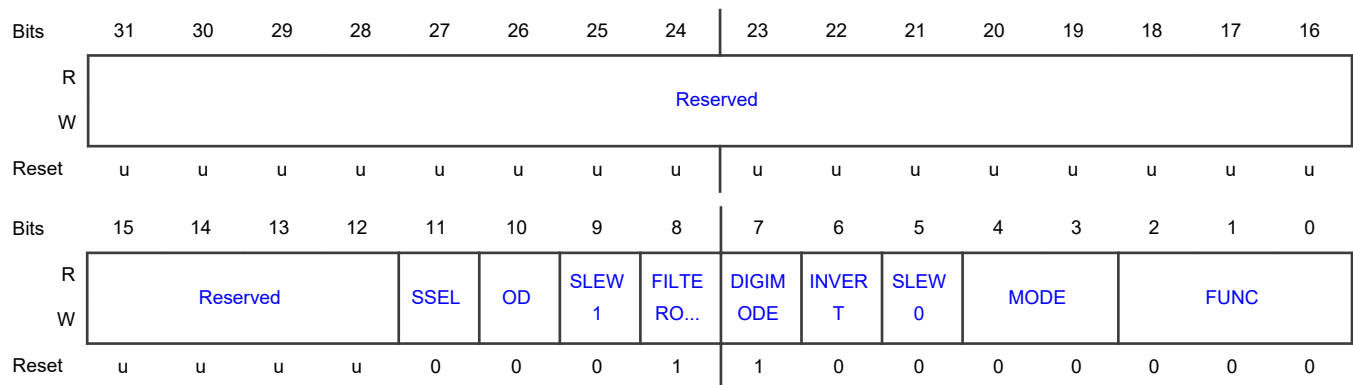 Bits 31 30 29 28 27 26 25 24 23 22 21 20 19 18 17 16
R
Reserved
W
Reset u u u u u u u u u u u u u u u u
Bits 15 14 13 12 11 10 9 8 7 6 5 4 3 2 1 0
R SLEW FILTE DIGIM INVER SLEW
Reserved SSEL OD MODE FUNC
W 1 RO... ODE T 0
Reset u u u u 0 0 0 1 1 0 0 0 0 0 0 0